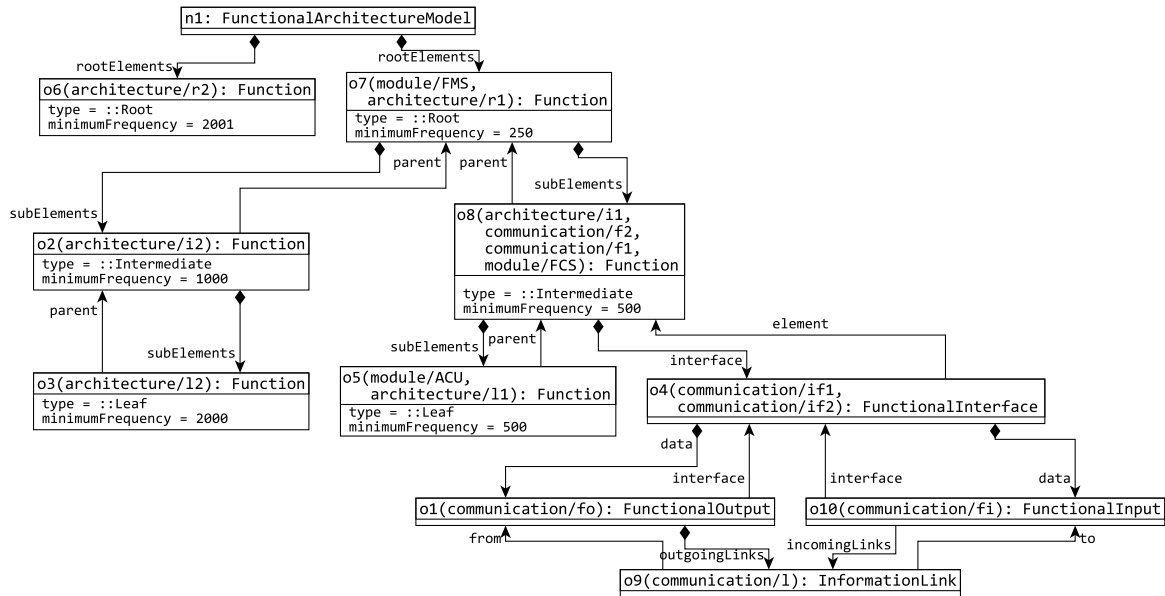 n1: FunctionalArchitectureModel
rootElements
rootElements
o6(architecture/r2): Function
type = ::Root
minimumFrequency = 2001
o7(module/FMS,
architecture/r1): Function
type = ::Root
minimumFrequency = 250
parent
parent
subElements
subElements
o2(architecture/i2): Function
type = ::Intermediate
minimumFrequency = 1000
o8(architecture/i1,
communication/f2,
communication/f1,
module/FCS): Function
type = ::Intermediate
minimumFrequency = 500
parent
subElements
subElements
parent
interface
element
o3(architecture/l2): Function
type = ::Leaf
minimumFrequency = 2000
o5(module/ACU,
architecture/l1): Function
type = ::Leaf
minimumFrequency = 500
o4(communication/if1,
communication/if2): FunctionalInterface
data
interface
interface
data
o1(communication/fo): FunctionalOutput
o10(communication/fi): FunctionalInput
from
outgoingLinks
incomingLinks
to
o9(communication/l): InformationLink